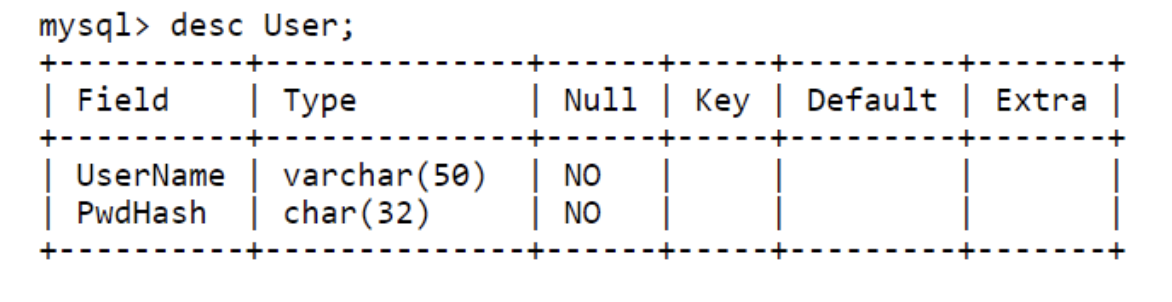 mysql> desc User;
+----------+--------------+------+-----+---------+-------+
| Field    | Type         | Null | Key | Default | Extra |
+----------+--------------+------+-----+---------+-------+
| UserName | varchar(50)  | NO   |     |         |       |
| PwdHash  | char(32)     | NO   |     |         |       |
+----------+--------------+------+-----+---------+-------+